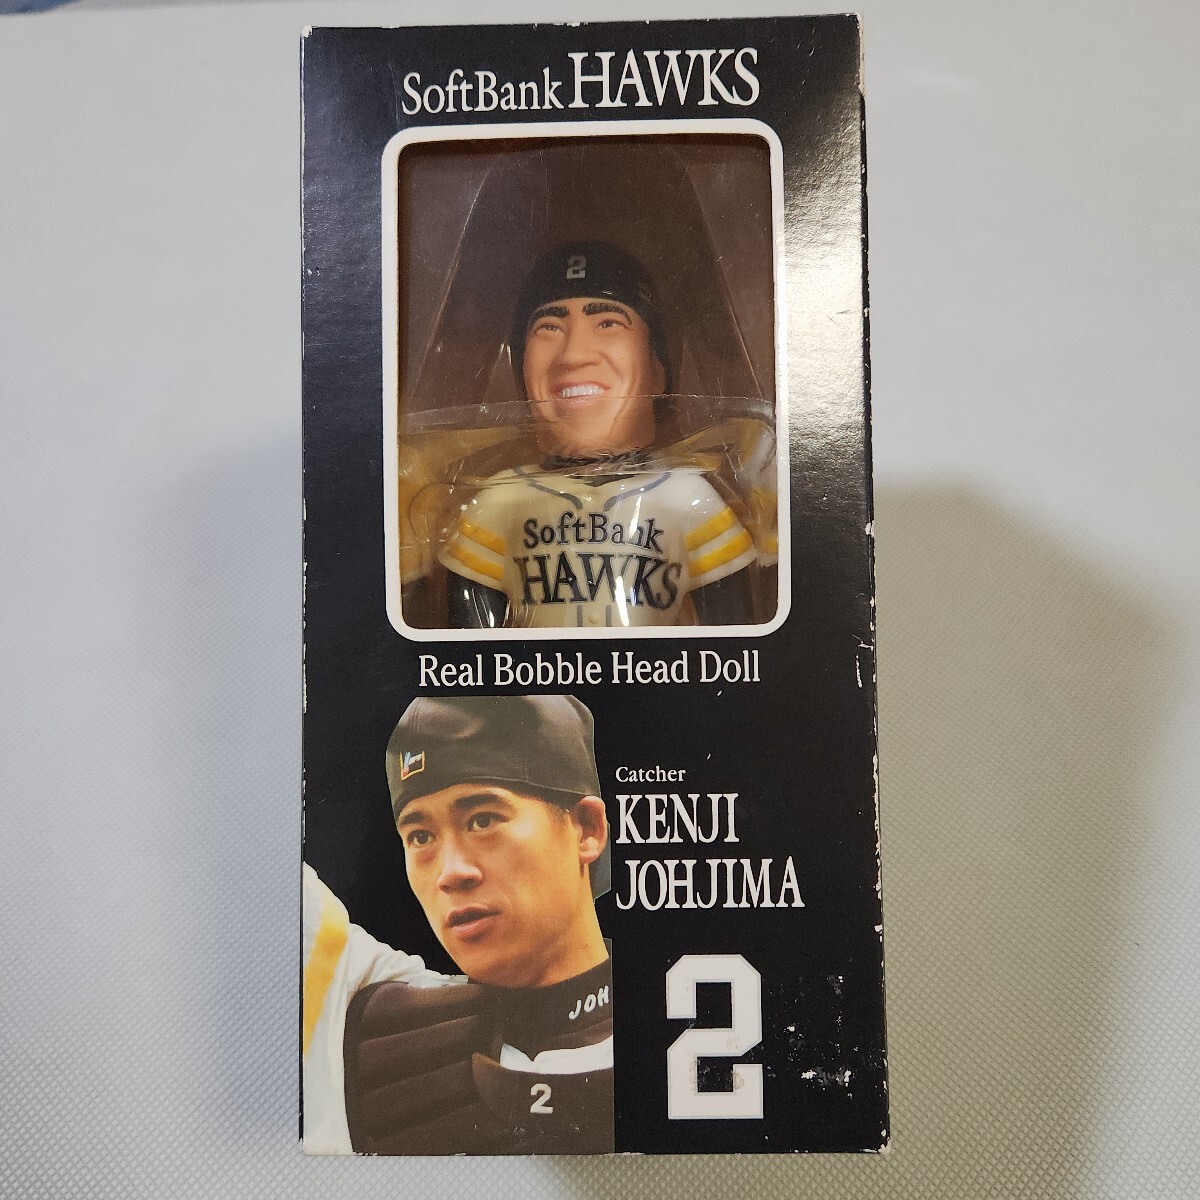 SoftBank HAWKS
2
SoftBank
HAWKS
Real Bobble Head Doll
Catcher
KENJI
JOHJIMA
JOH
2
2